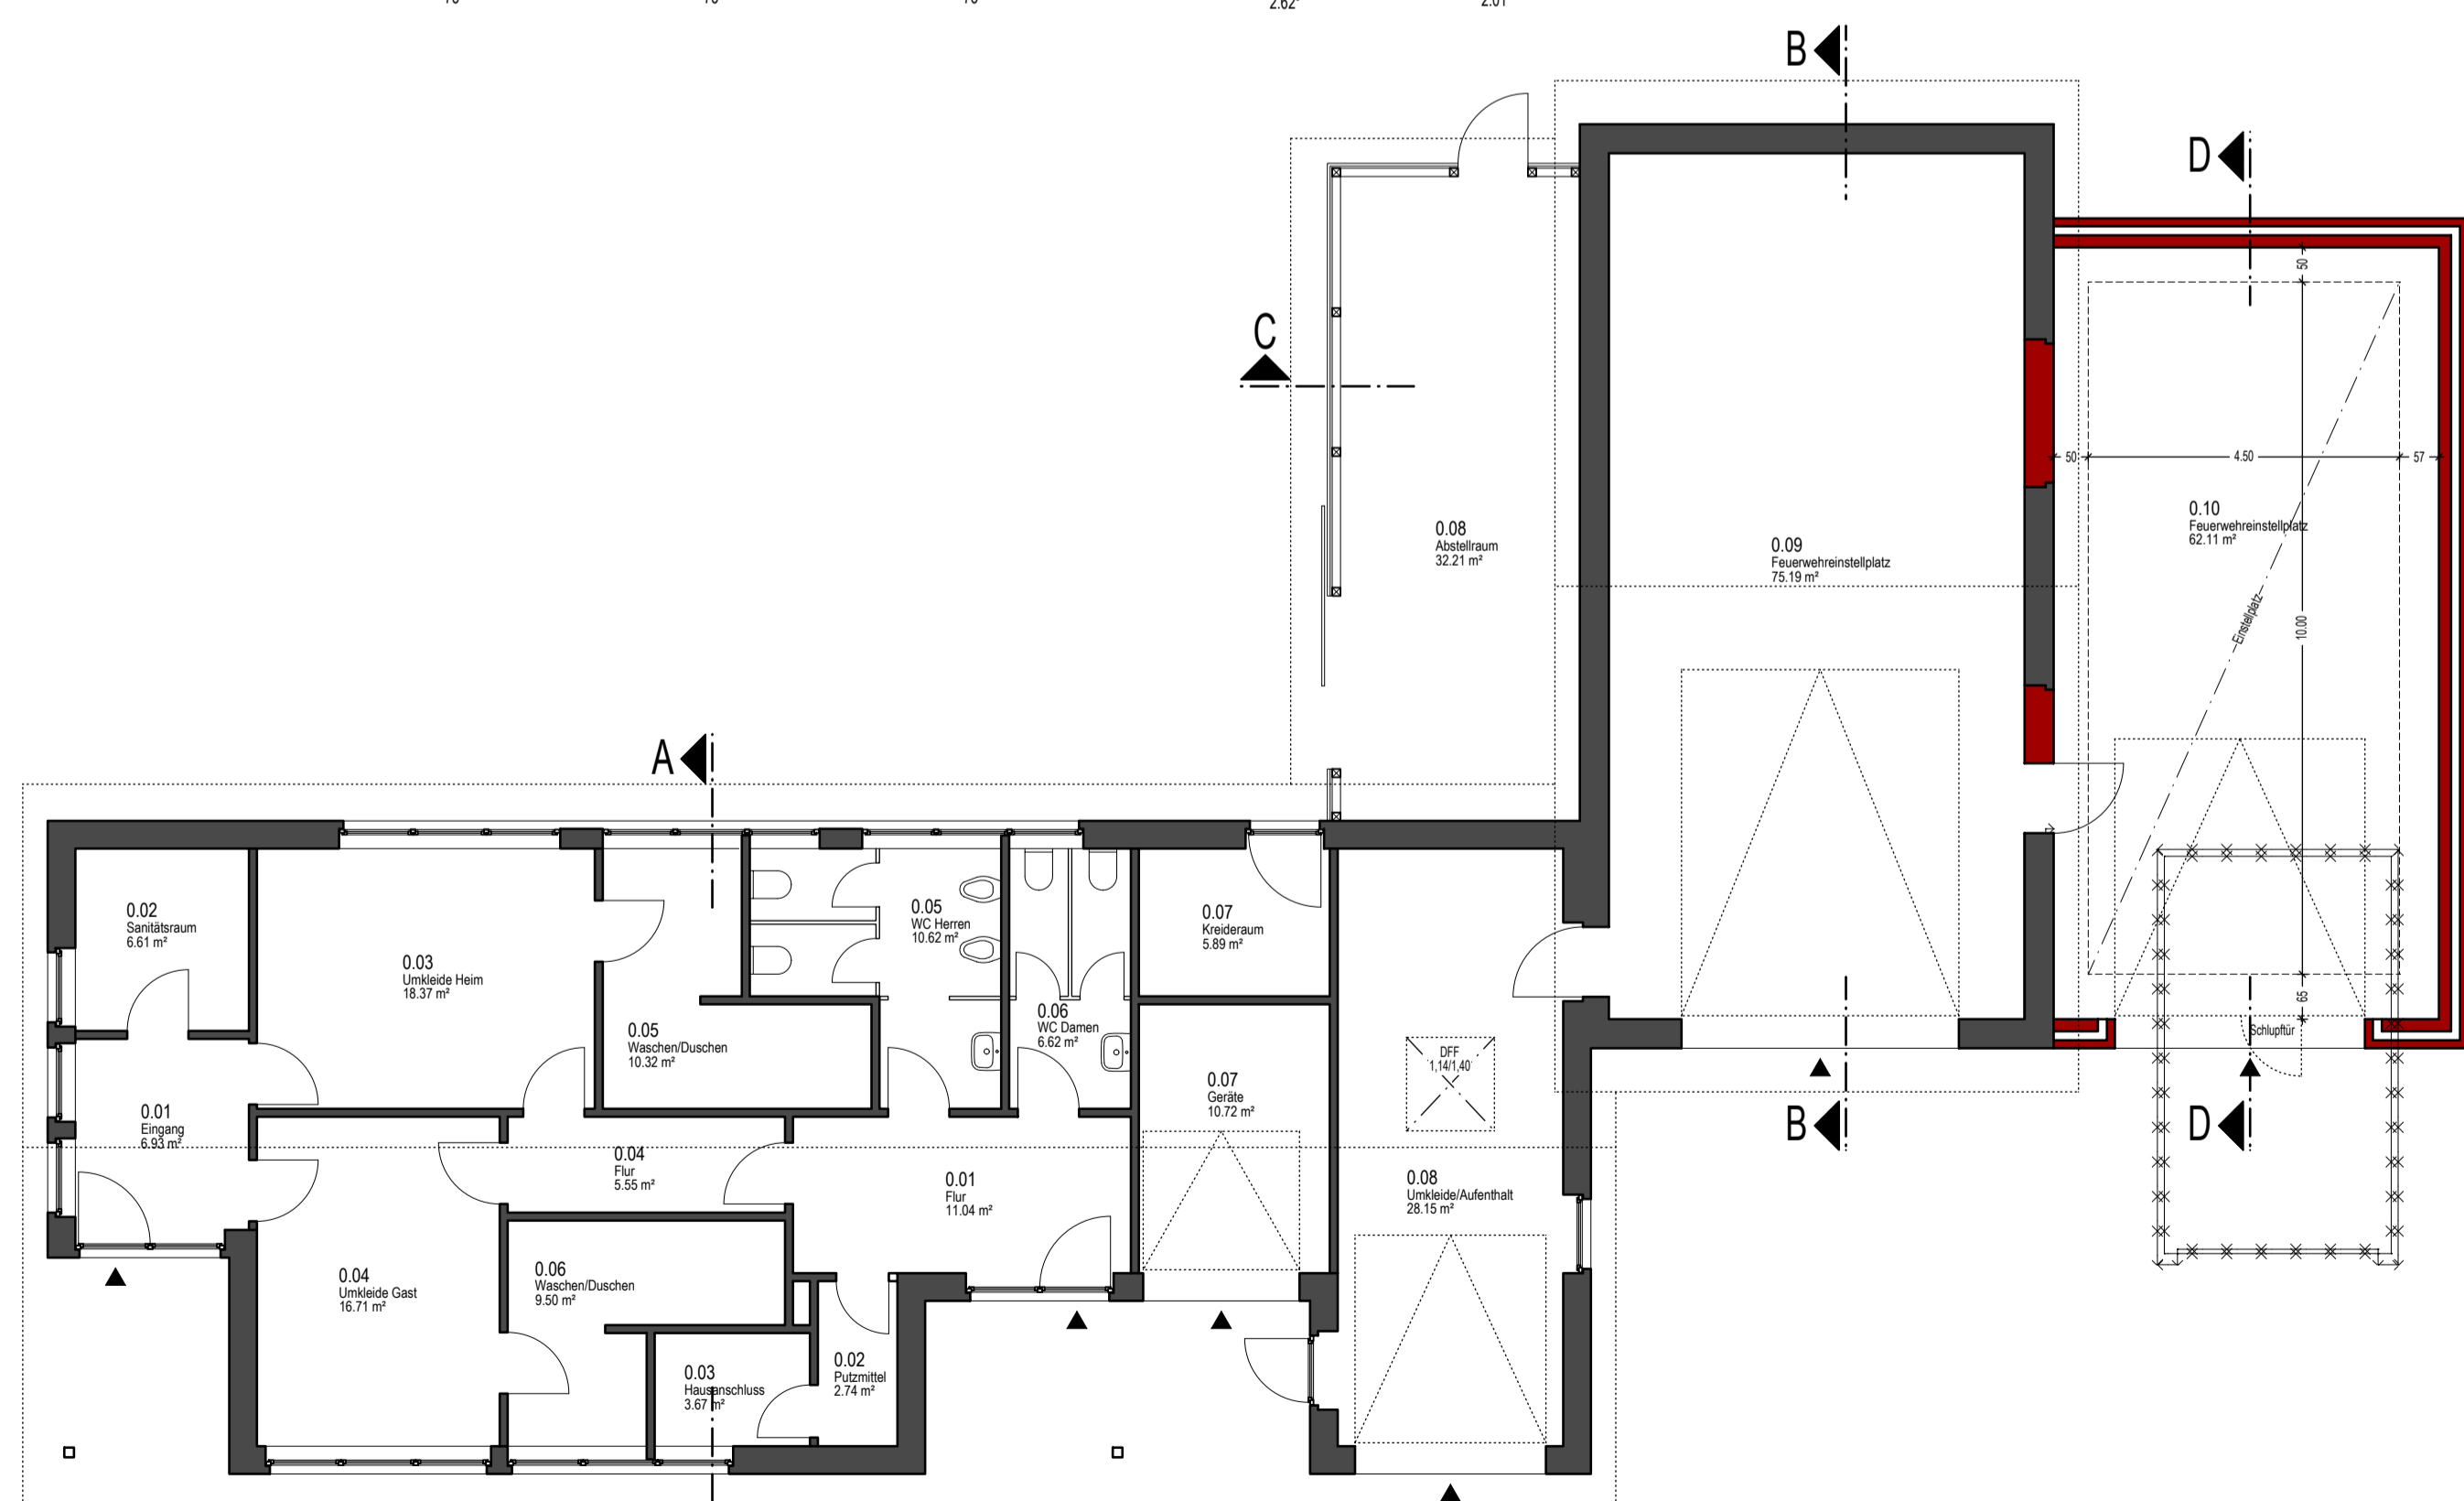 2.62⁵
2.01
B
D
50
C
50
4.50
57
0.10
Feuerwehreinstellplatz
62.11 m²
0.08
Abstellraum
32.21 m²
0.09
Feuerwehreinstellplatz
75.19 m²
Einstellplatz
10.00
A
0.02
Sanitätsraum
6.61 m²
0.03
Umkleide Heim
18.37 m²
0.05
WC Herren
10.62 m²
0.07
Kreideraum
5.89 m²
0.05
Waschen/Duschen
10.32 m²
0.06
WC Damen
6.62 m²
65
Schlupftür
DFF
1,14/1,40
0.07
Geräte
10.72 m²
0.01
Eingang
6.93 m²
B
D
0.04
Flur
5.55 m²
0.01
Flur
11.04 m²
0.08
Umkleide/Aufenthalt
28.15 m²
0.04
Umkleide Gast
16.71 m²
0.06
Waschen/Duschen
9.50 m²
0.03
Hausanschluss
3.67 m²
0.02
Putzmittel
2.74 m²